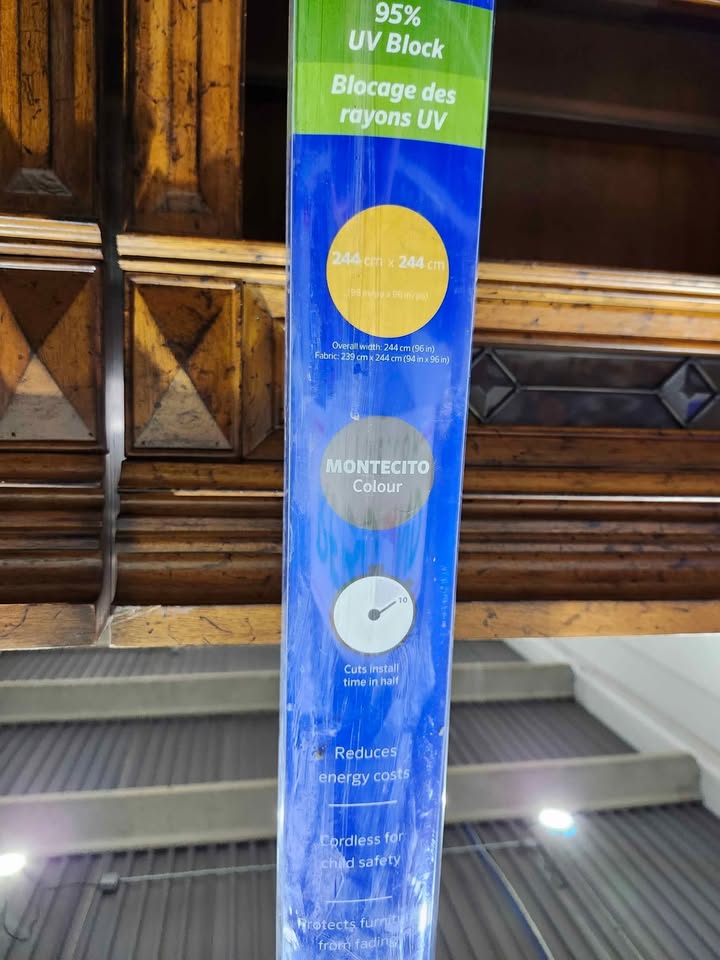 95%
UV Block
Blocage des
rayons UV
244 cm x 244 cm
Overall width: 244 cm (96 in)
Fabric: 239 cm x 244 cm (94 in x 96 in)
MONTECITO
Colour
10
Cuts install
time in half
Reduces
energy costs
Cordless for
child safety
Protects
from fading